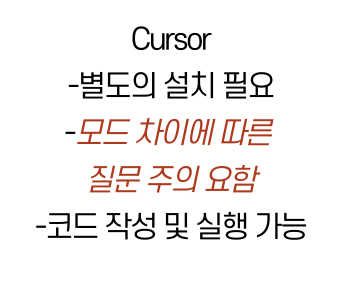 Cursor
-별도의 설치 필요
-모드 차이에 따른
질문 주의 요함
-코드 작성 및 실행 가능